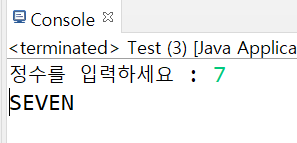 Console
<terminated> Test (3) [Java Applica
정수를 입력하세요 : 7
SEVEN